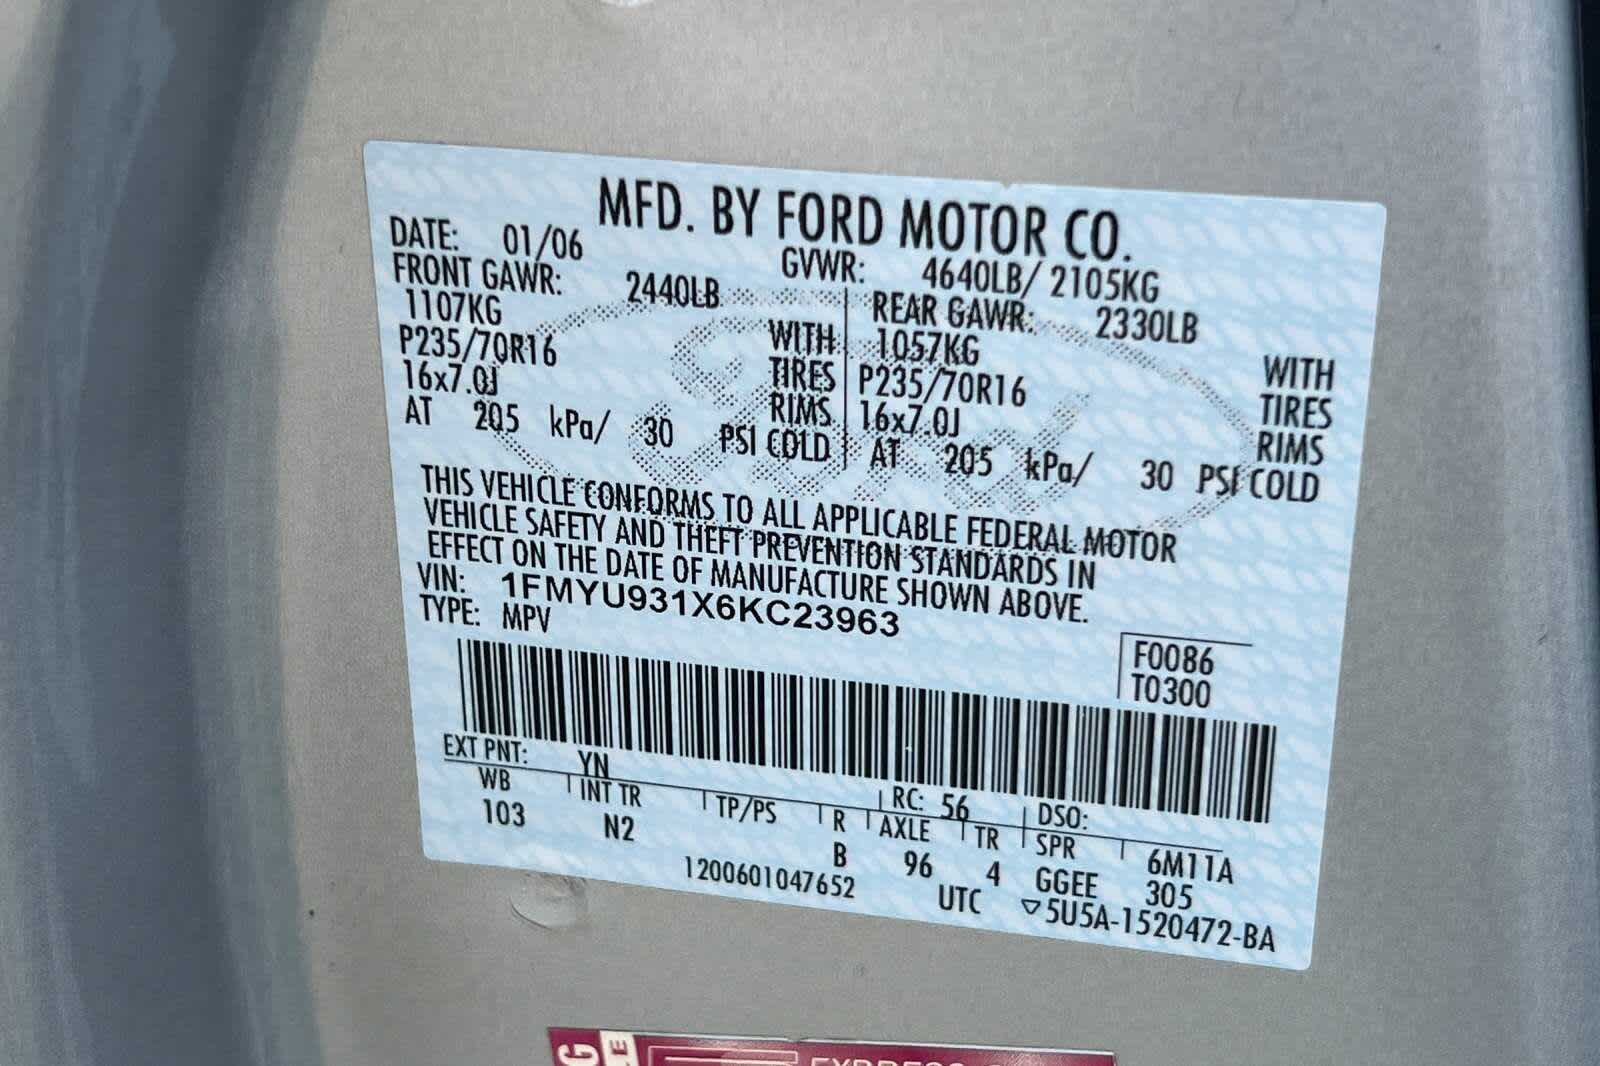 MFD. BY FORD MOTOR CO.
DATE: 01/06 GVWR: 4640LB/ 2105KG
FRONT GAWR: 2440LB REAR GAWR: 2330LB
1107KG WITH 1057KG WITH
P235/70R16 TIRES P235/70R16 TIRES
16x7.0J RIMS 16x7.0J RIMS
AT 205 kPa/ 30 PSI COLD AT 205 kPa/ 30 PSI COLD
THIS VEHICLE CONFORMS TO ALL APPLICABLE FEDERAL MOTOR
VEHICLE SAFETY AND THEFT PREVENTION STANDARDS IN
EFFECT ON THE DATE OF MANUFACTURE SHOWN ABOVE.
VIN: 1FMYU931X6KC23963
TYPE: MPV
F0086
T0300
EXT PNT: YN RC: 56 DSO:
WB INT TR TP/PS R AXLE TR SPR 6M11A
103 N2 B 96 4 GGEE 305
1200601047652 UTC ▽5U5A-1520472-BA